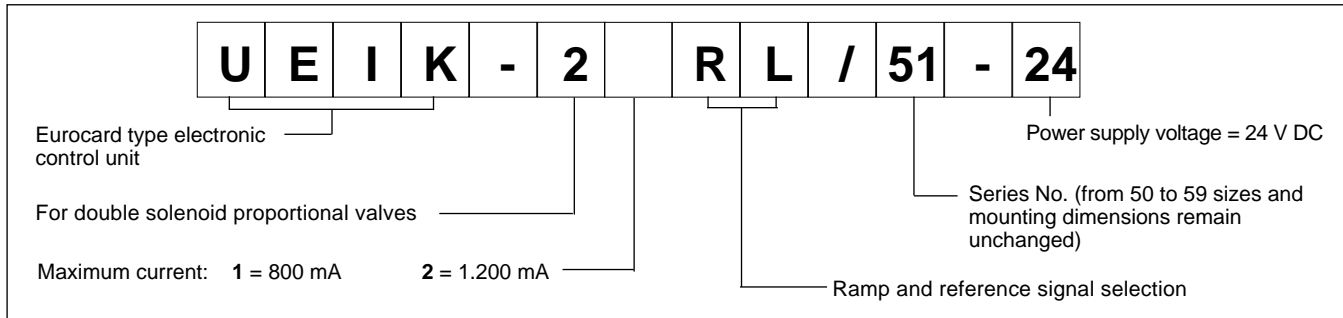 UEIK-2 RL/51-24
Eurocard type electronic
control unit
Power supply voltage = 24 V DC
For double solenoid proportional valves
Series No. (from 50 to 59 sizes and
mounting dimensions remain
unchanged)
Maximum current: 1 = 800 mA 2 = 1.200 mA
Ramp and reference signal selection